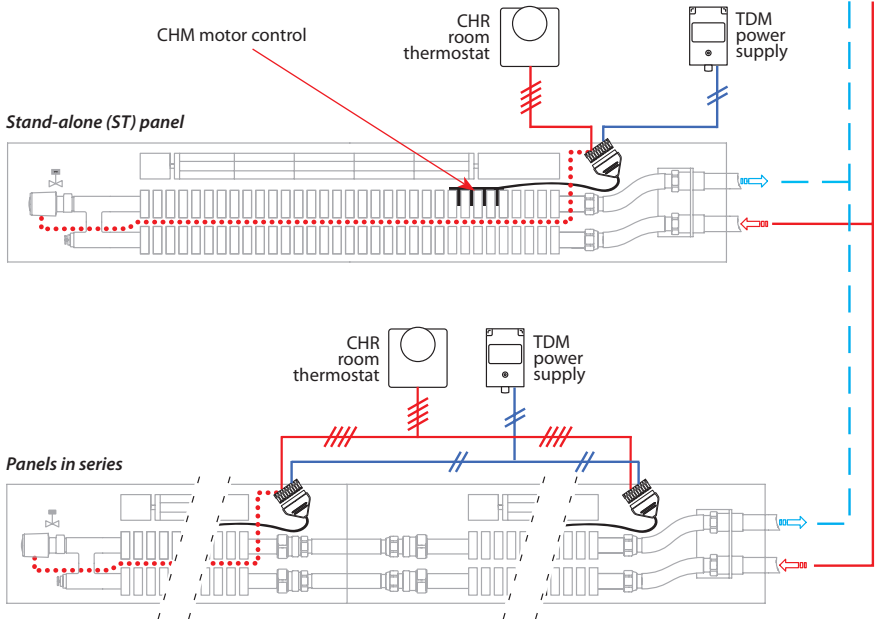 CHR
room
thermostat
TDM
power
supply
CHM motor control
Stand-alone (ST) panel
CHR
room
thermostat
TDM
power
supply
Panels in series